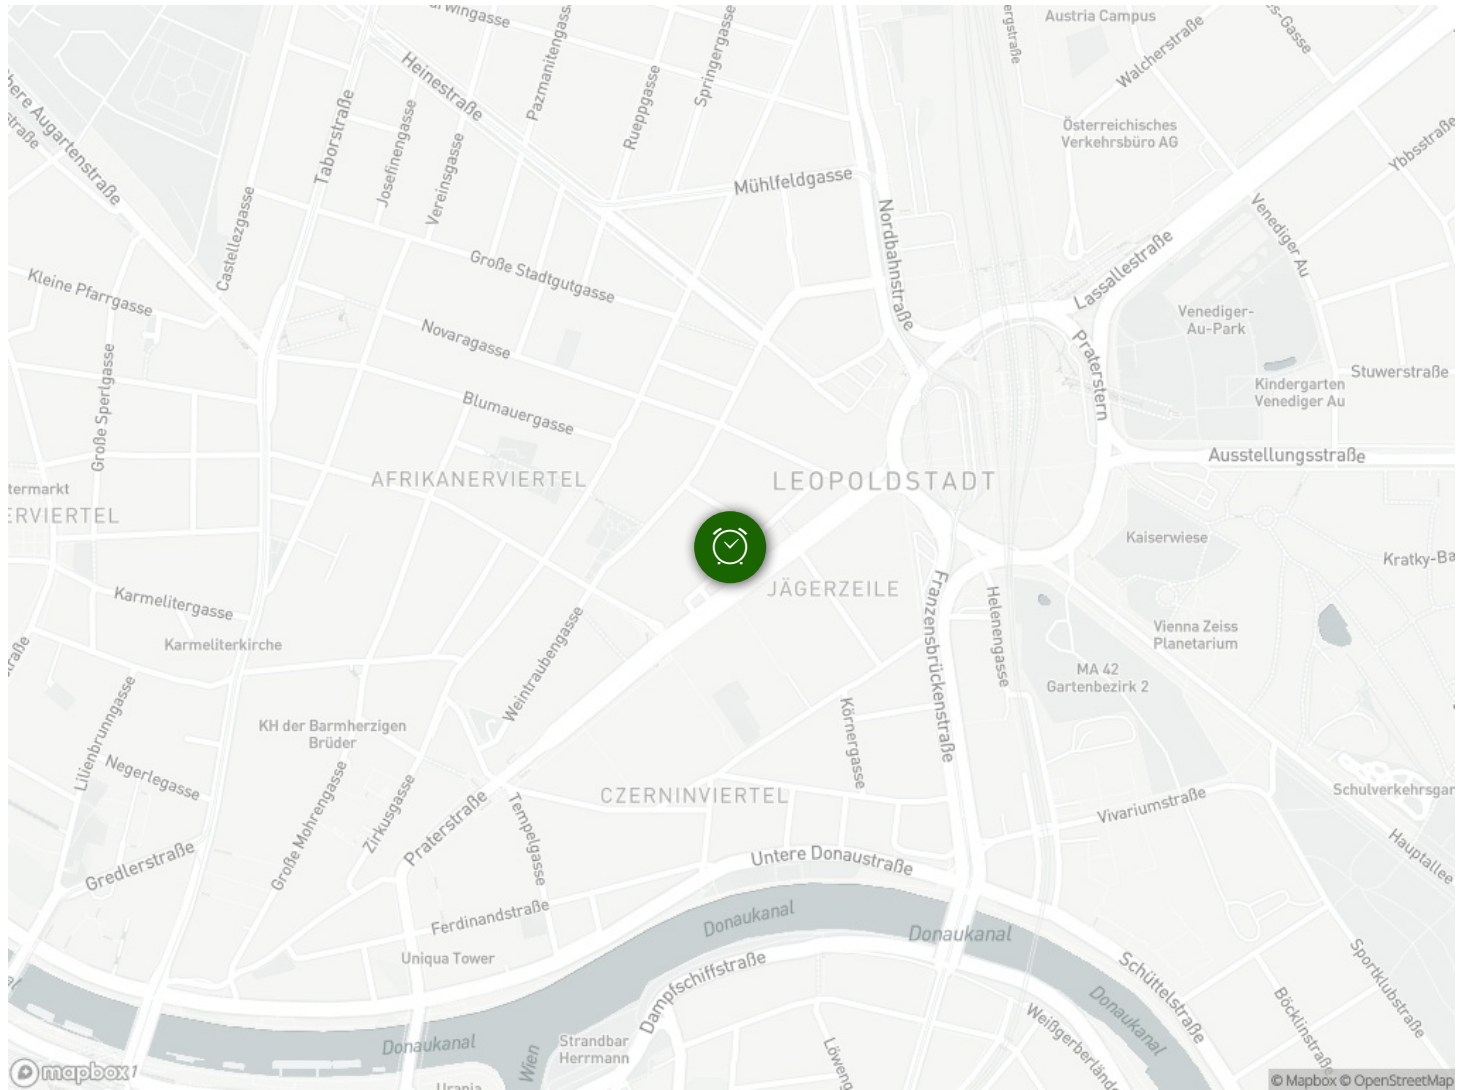 Austria Campus
Heinestraße
Pazmanitengasse
Springergasse
Rueppgasse
Walcherstraße
Taborstraße
Josefinengasse
Vereinsgasse
Österreichisches
Verkehrsbüro AG
Ybbsstraße
Mühlfeldgasse
Castellezgasse
Nordbahnstraße
Venediger Au
Lassallestraße
Große Stadtgutgasse
Kleine Pfarrgasse
Venediger-
Au-Park
Novaragasse
Praterstern
Große Sperlgasse
Stuwerstraße
Kindergarten
Venediger Au
Blumauergasse
Ausstellungsstraße
AFRIKANERVIERTEL
LEOPOLDSTADT
termarkt
ERVIERTEL
Kaiserwiese
Kratky-Ba
JÄGERZEILE
Karmelitergasse
Franzensbrückenstraße
Helenengasse
Vienna Zeiss
Planetarium
Karmeliterkirche
Weintraubengasse
MA 42
Gartenbezirk 2
Lilienbrunngasse
KH der Barmherzigen
Brüder
Körnergasse
Negerlegasse
CZERNINVIERTEL
Schulverkehrsgar
Große Mohrengasse
Zirkusgasse
Praterstraße
Tempelgasse
Vivariumstraße
Hauptallee
Gredlerstraße
Untere Donaustraße
Ferdinandstraße
Donaukanal
Donaukanal
Uniqua Tower
Dampfschiffstraße
Schüttelstraße
Sportklubstraße
Donaukanal
Böcklinstraße
Weißgerberländ
Donaukanal
Wien
Strandbar
Herrmann
Löweng
Urania
mapbox
© Mapbox © OpenStreetMap